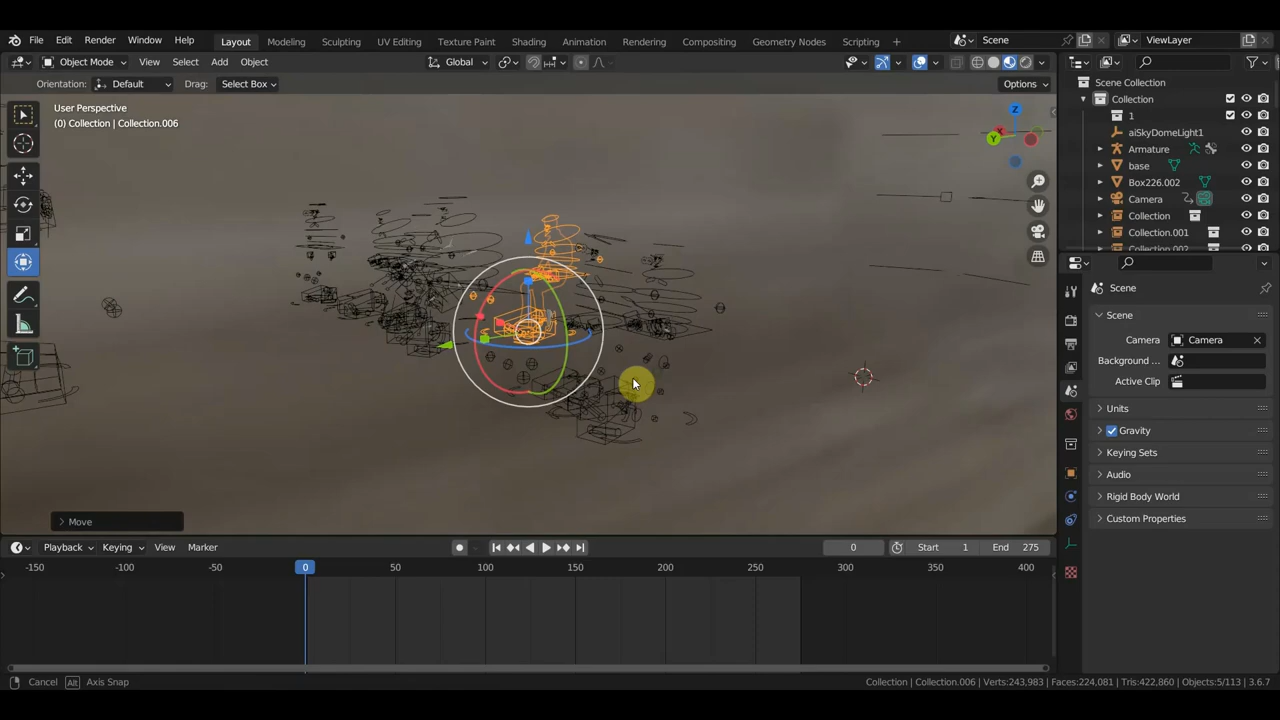 File Edit Render Window Help Layout Modeling Sculpting UV Editing Texture Paint Shading Animation Rendering Compositing Geometry Nodes Scripting + Scene ViewLayer
Object Mode View Select Add Object Global
Orientation: Default Drag: Select Box Options
User Perspective
(0) Collection | Collection.006
Z
X
Y
Scene Collection
Collection
1
aiSkyDomeLight1
Armature
base
Box226.002
Camera
Collection
Collection.001
Collection.002
Scene
Scene
Camera Camera
Background ...
Active Clip
Units
Gravity
Keying Sets
Audio
Rigid Body World
Custom Properties
Move
Playback Keying View Marker 0 Start 1 End 275
-150 -100 -50 0 50 100 150 200 250 300 350 400
Cancel Alt Axis Snap Collection | Collection.006 Verts:243,983 | Faces:224,081 | Tris:422,860 | Objects:5/113 | 3.6.7